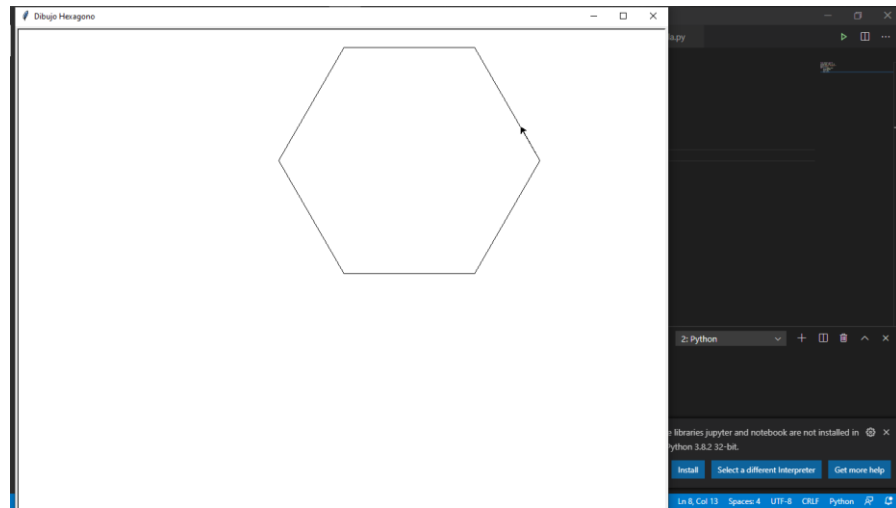 Dibujo Hexagono
la.py
2: Python
e libraries jupyter and notebook are not installed in
ython 3.8.2 32-bit.
Install Select a different Interpreter Get more help
Ln 8, Col 13 Spaces: 4 UTF-8 CRLF Python